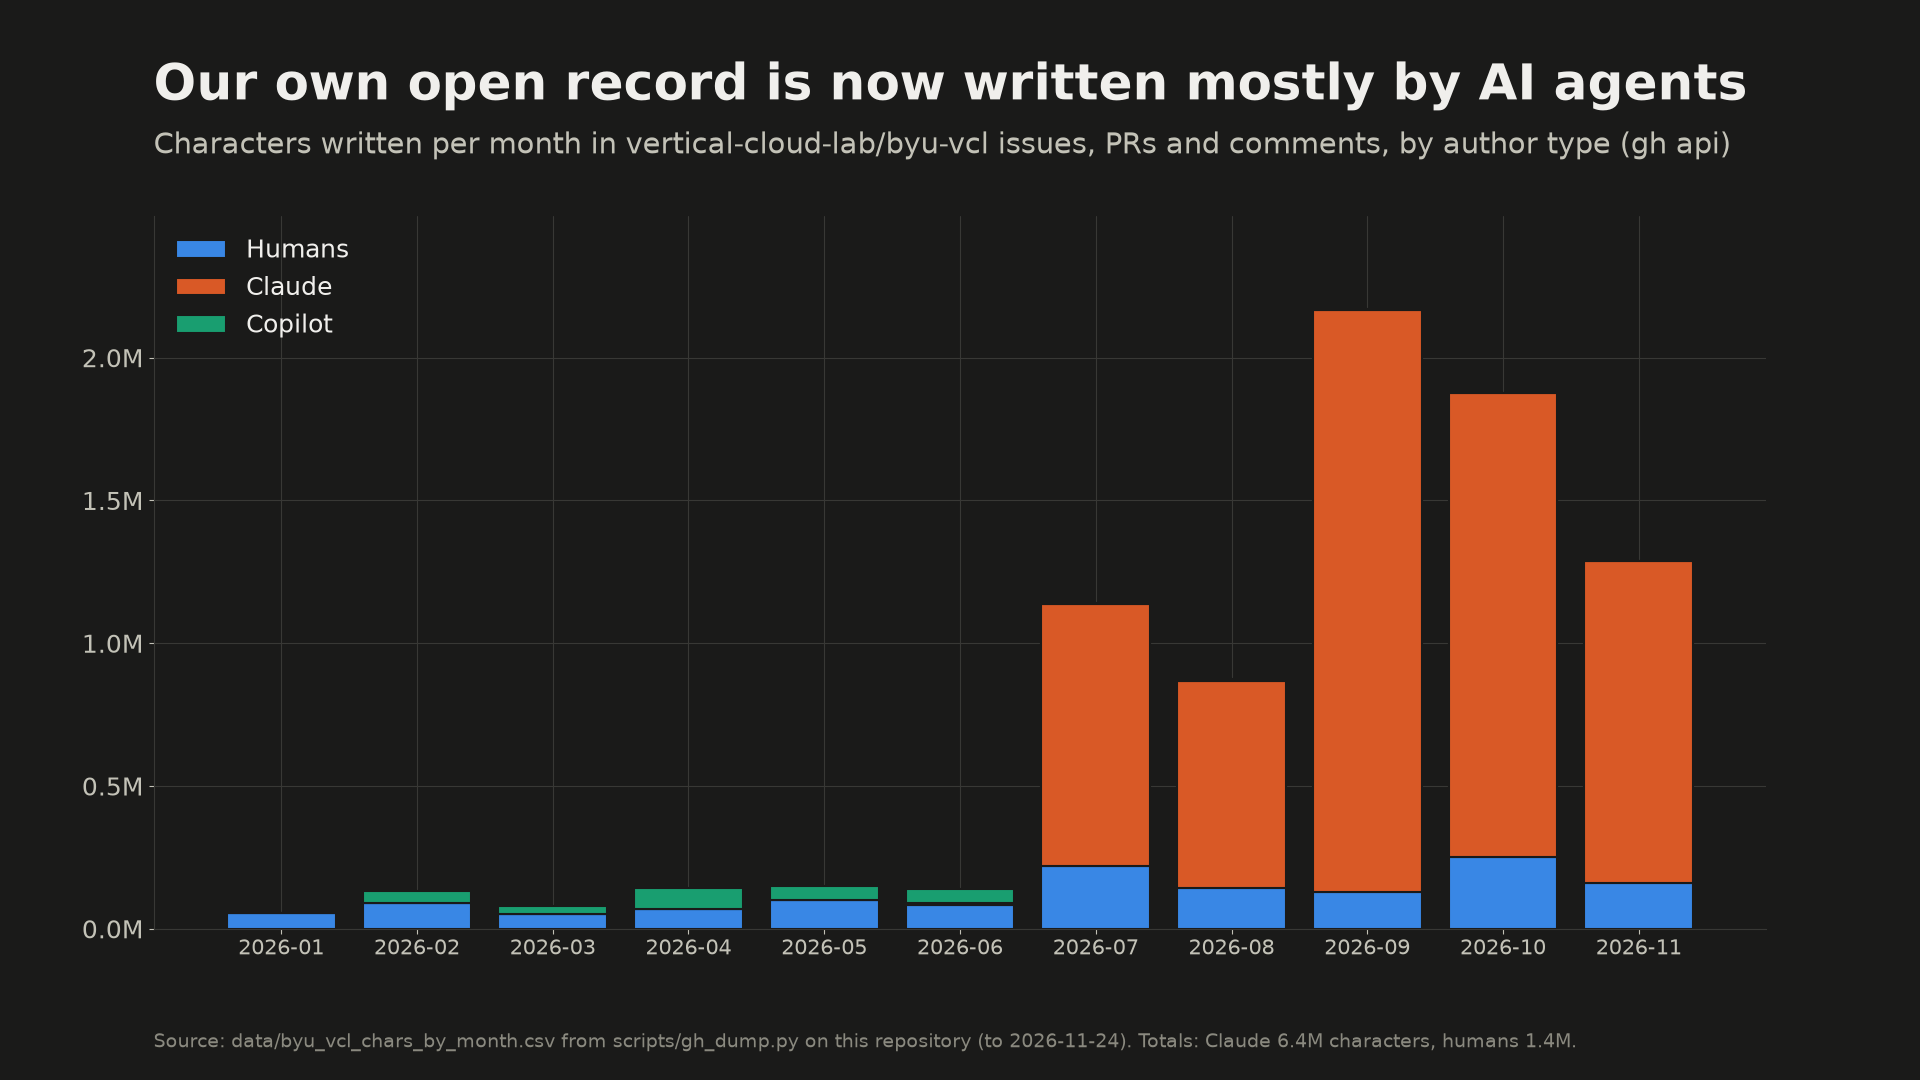 Our own open record is now written mostly by AI agents
Characters written per month in vertical-cloud-lab/byu-vcl issues, PRs and comments, by author type (gh api)
Humans
Claude
Copilot
2.0M
1.5M
1.0M
0.5M
0.0M
2026-01 2026-02 2026-03 2026-04 2026-05 2026-06 2026-07 2026-08 2026-09 2026-10 2026-11
Source: data/byu_vcl_chars_by_month.csv from scripts/gh_dump.py on this repository (to 2026-11-24). Totals: Claude 6.4M characters, humans 1.4M.